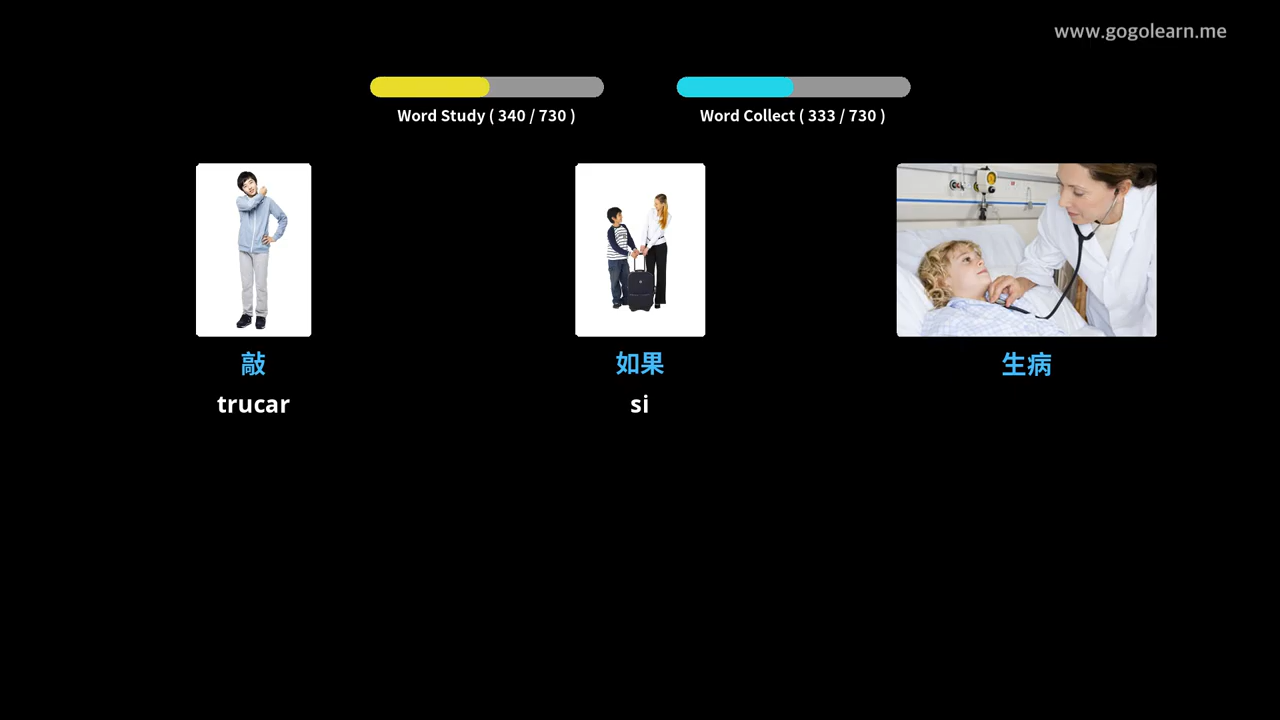 www.gogolearn.me
Word Study ( 340 / 730 )
Word Collect ( 333 / 730 )
敲
trucar
如果
si
生病